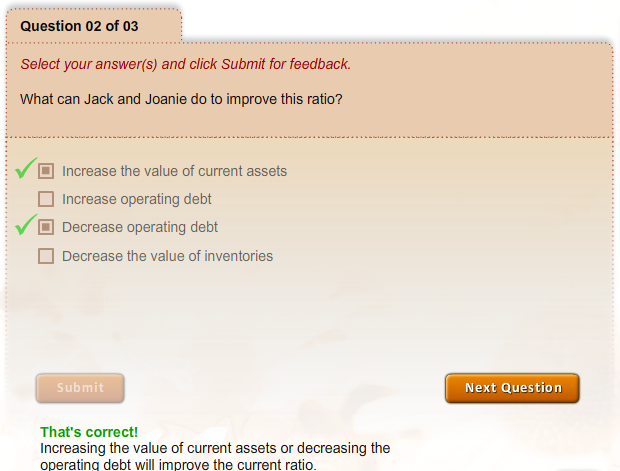 Question 02 of 03
Select your answer(s) and click Submit for feedback.
What can Jack and Joanie do to improve this ratio?
Increase the value of current assets
Increase operating debt
Decrease operating debt
Decrease the value of inventories
Submit
Next Question
That's correct!
Increasing the value of current assets or decreasing the
operating debt will improve the current ratio.